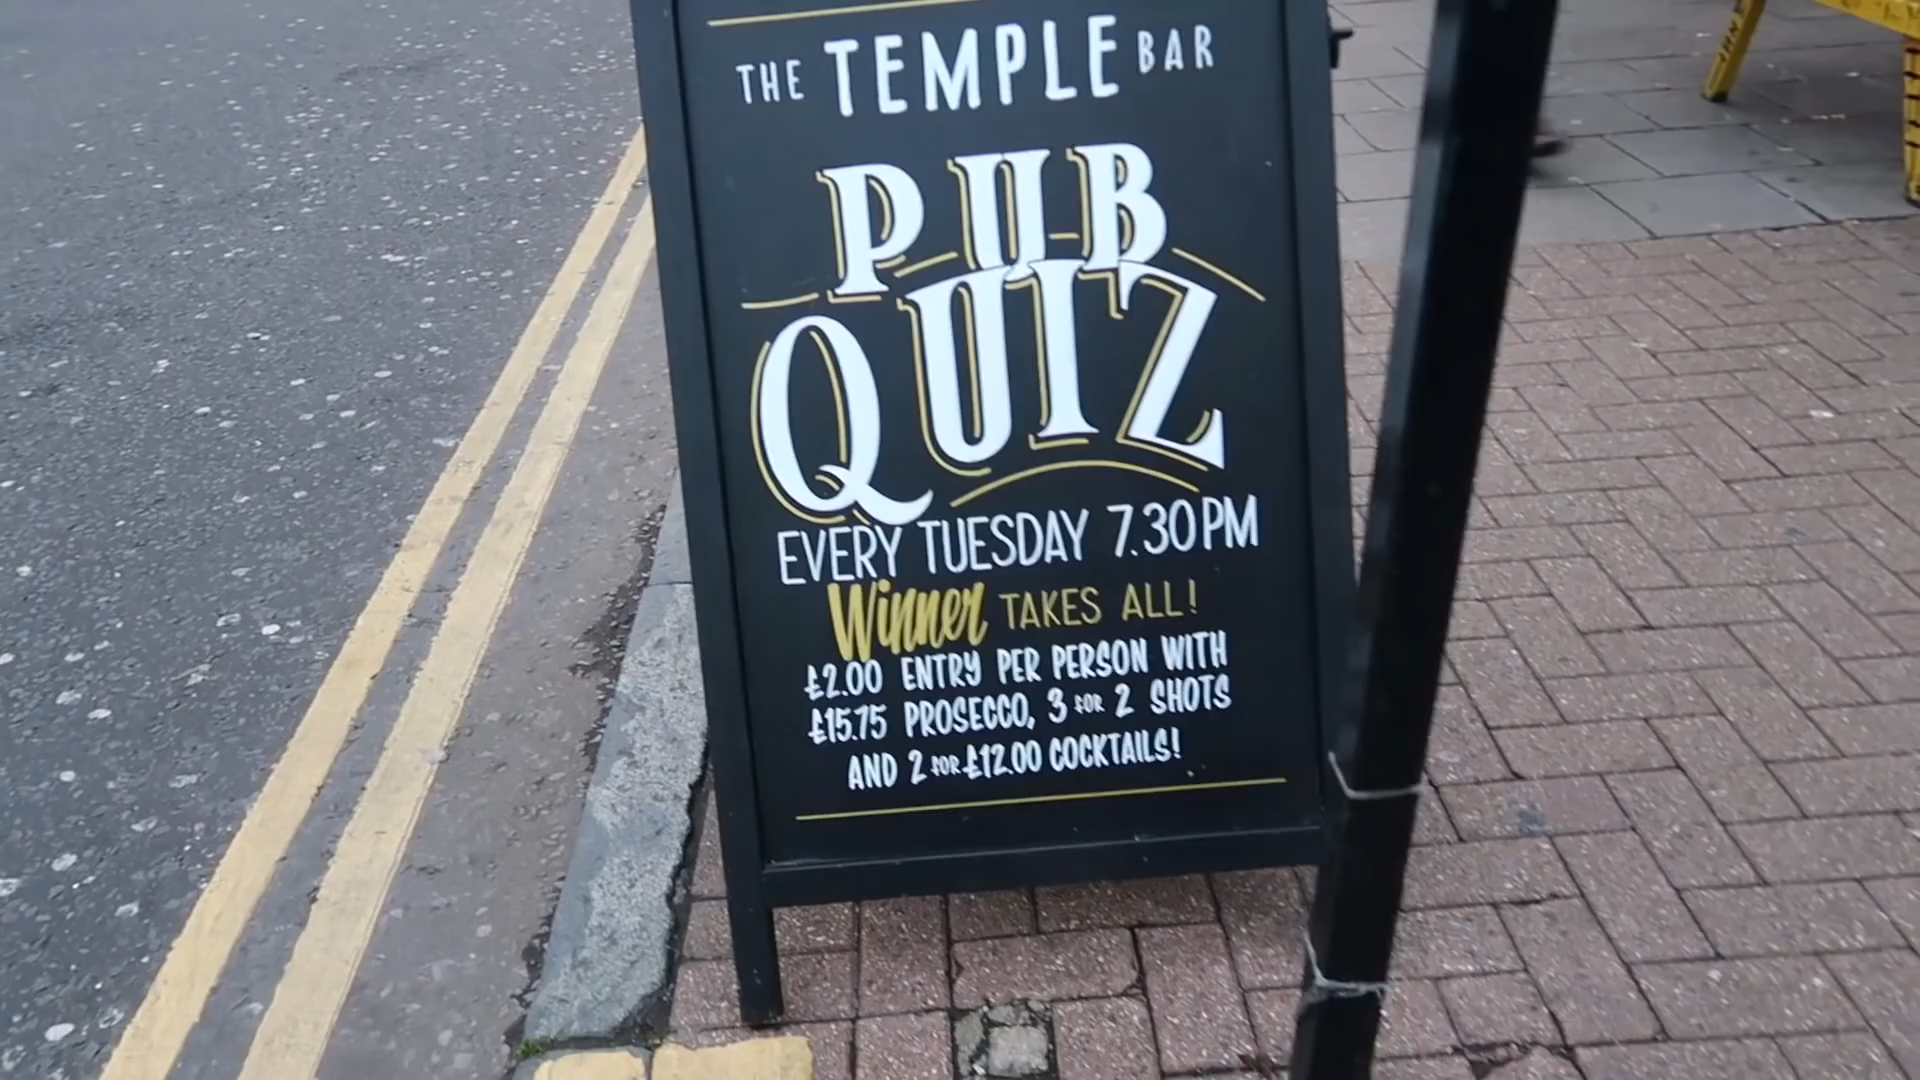 THE TEMPLE BAR
PUB
QUIZ
EVERY TUESDAY 7.30PM
Winner TAKES ALL!
£2.00 ENTRY PER PERSON WITH
£15.75 PROSECCO, 3 FOR 2 SHOTS
AND 2 FOR £12.00 COCKTAILS!